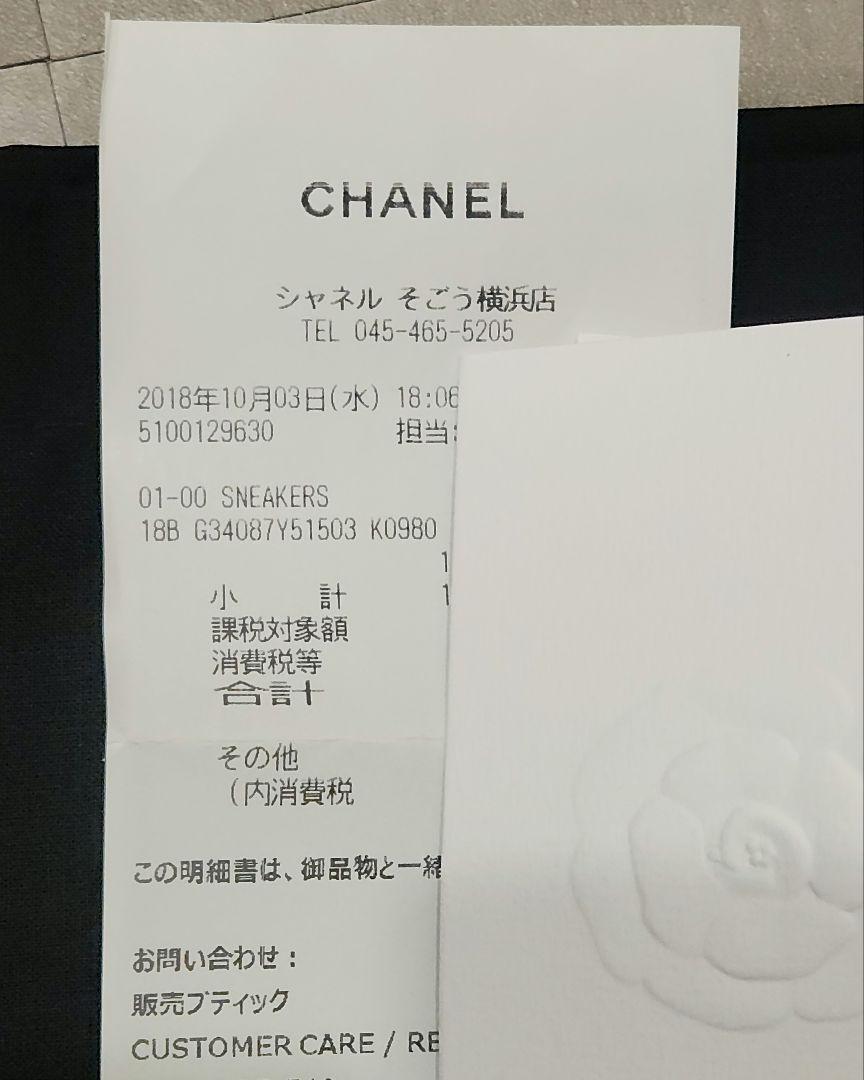 CHANEL
シャネル そごう横浜店
TEL 045-465-5205
2018年10月03日(水) 18:06
5100129630 担当:
01-00 SNEAKERS
18B G34087Y51503 K0980
1
小 計 1
課税対象額
消費税等
合計
その他
(内消費税
この明細書は、御品物と一緒
お問い合わせ:
販売ブティック
CUSTOMER CARE / RE